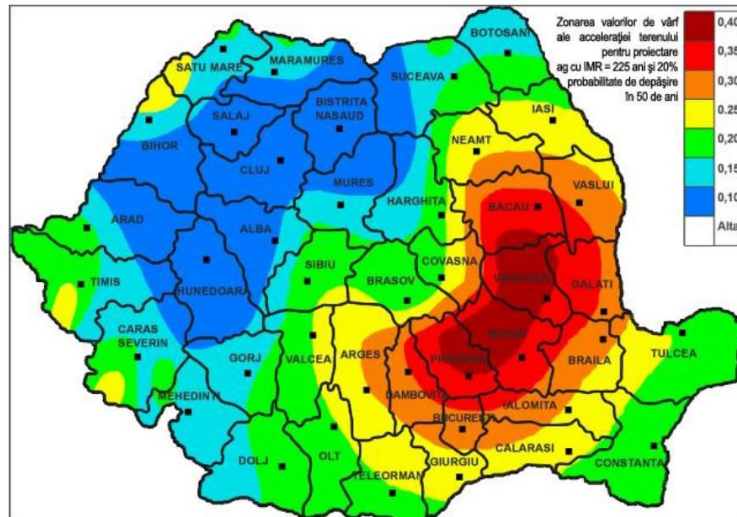 Zonarea valorilor de vârf
ale accelerației terenului
pentru proiectare
ag cu IMR = 225 ani și 20%
probabilitate de depășire
în 50 de ani
0,40
0,35
0,30
0,25
0,20
0,15
0,10
Alta
BOTOSANI
SATU MARE
MARAMURES
SUCEAVA
IASI
BISTRITA
NASAUD
SALAJ
NEAMT
BIHOR
CLUJ
VASLUI
MURES
HARGHITA
BACAU
ARAD
ALBA
COVASNA
SIBIU
BRASOV
VRANCEA
GALATI
TIMIS
HUNEDOARA
CARAS
SEVERIN
BUZAU
TULCEA
GORJ
VALCEA
ARGES
PRAHOVA
BRAILA
MEHEDINTI
DAMBOVITA
IALOMITA
BUCURESTI
DOLJ
OLT
GIURGIU
CALARASI
CONSTANTA
TELEORMAN